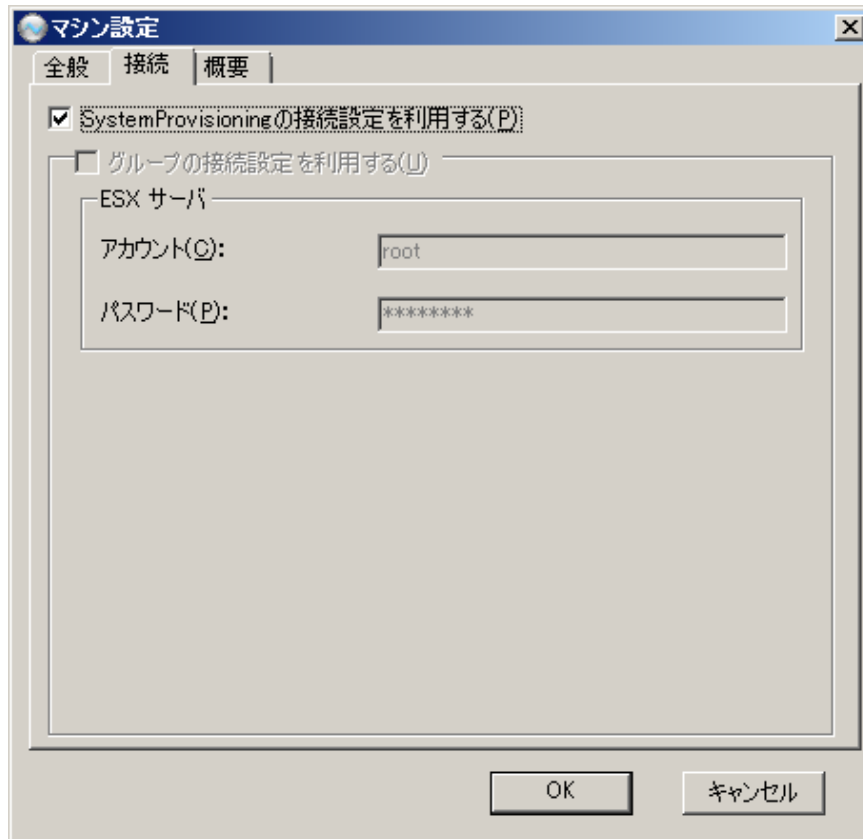 マシン設定
全般 接続 概要
SystemProvisioningの接続設定を利用する(P)
グループの接続設定を利用する(U)
ESX サーバ
アカウント(C): root
パスワード(P): ********
OK キャンセル